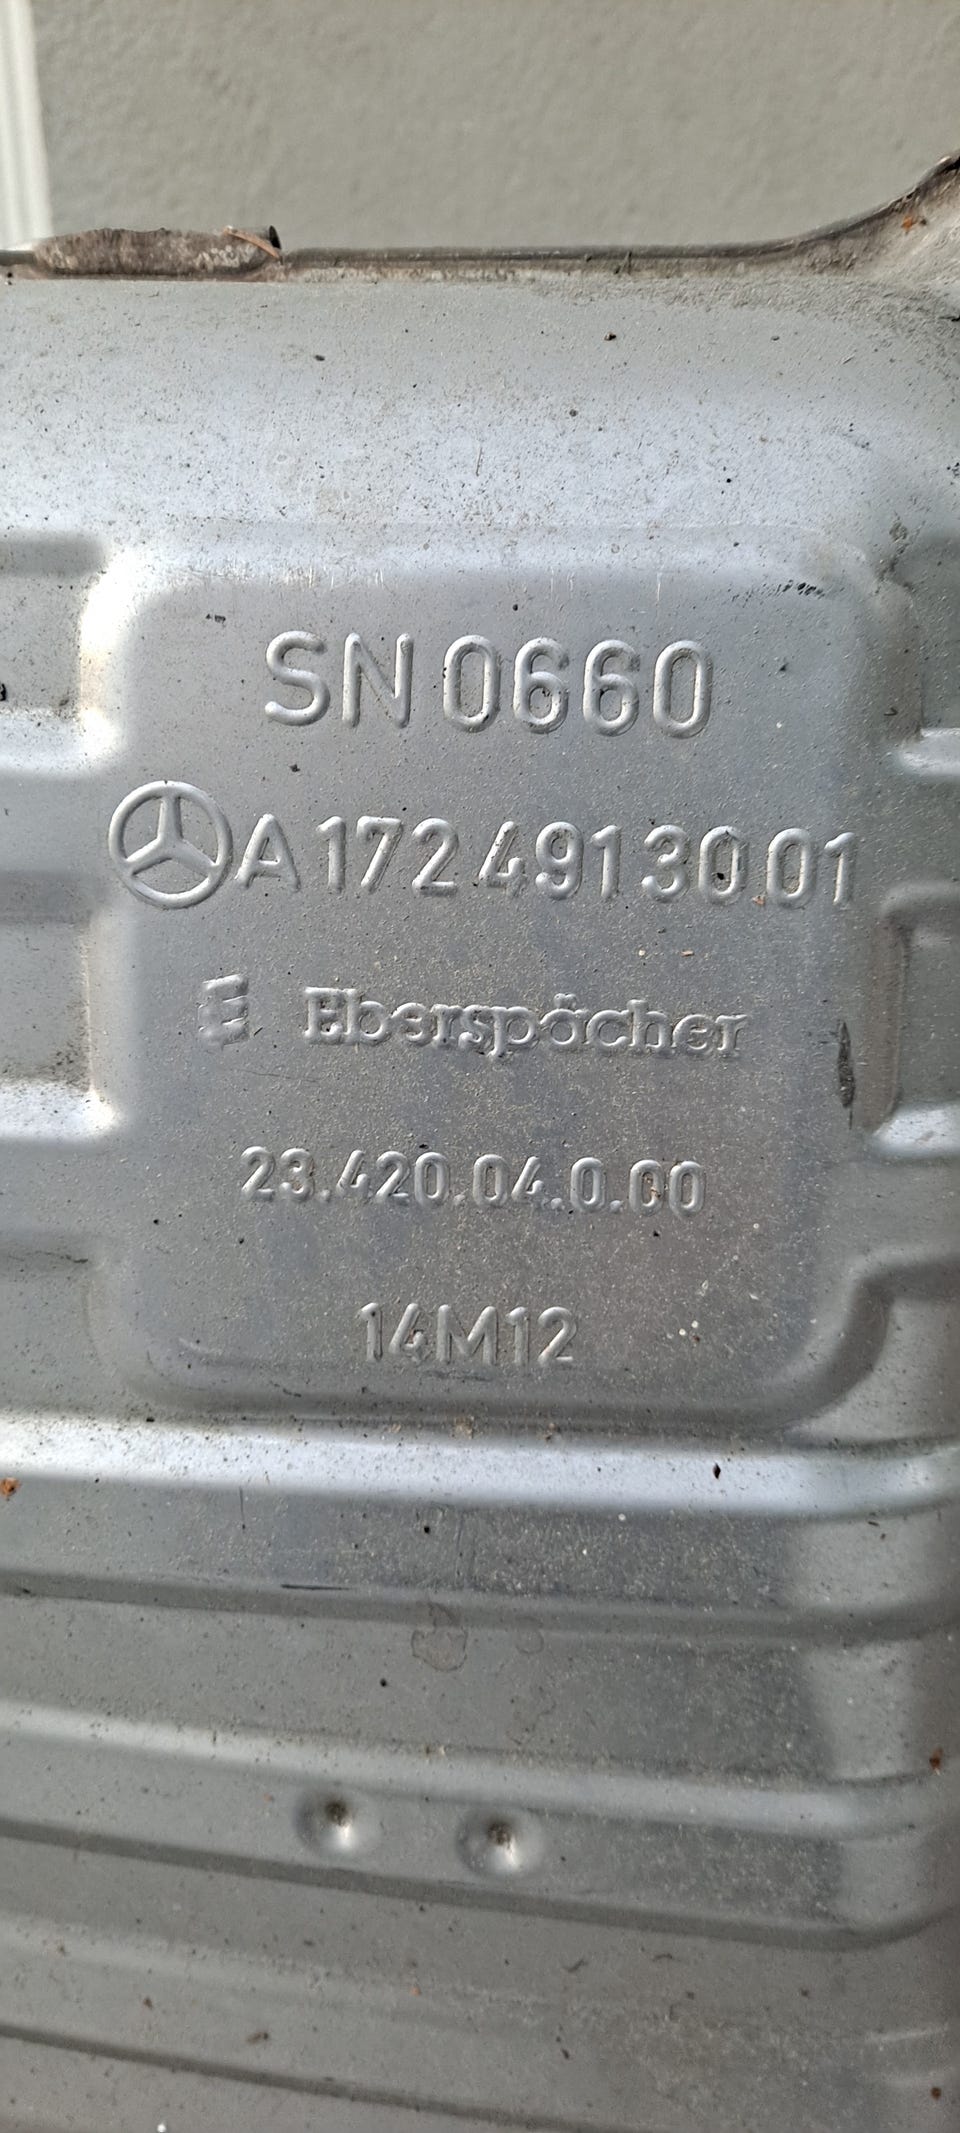 SN 0660
A 172 491 30 01
E Eberspächer
23.420.04.0.00
14M12